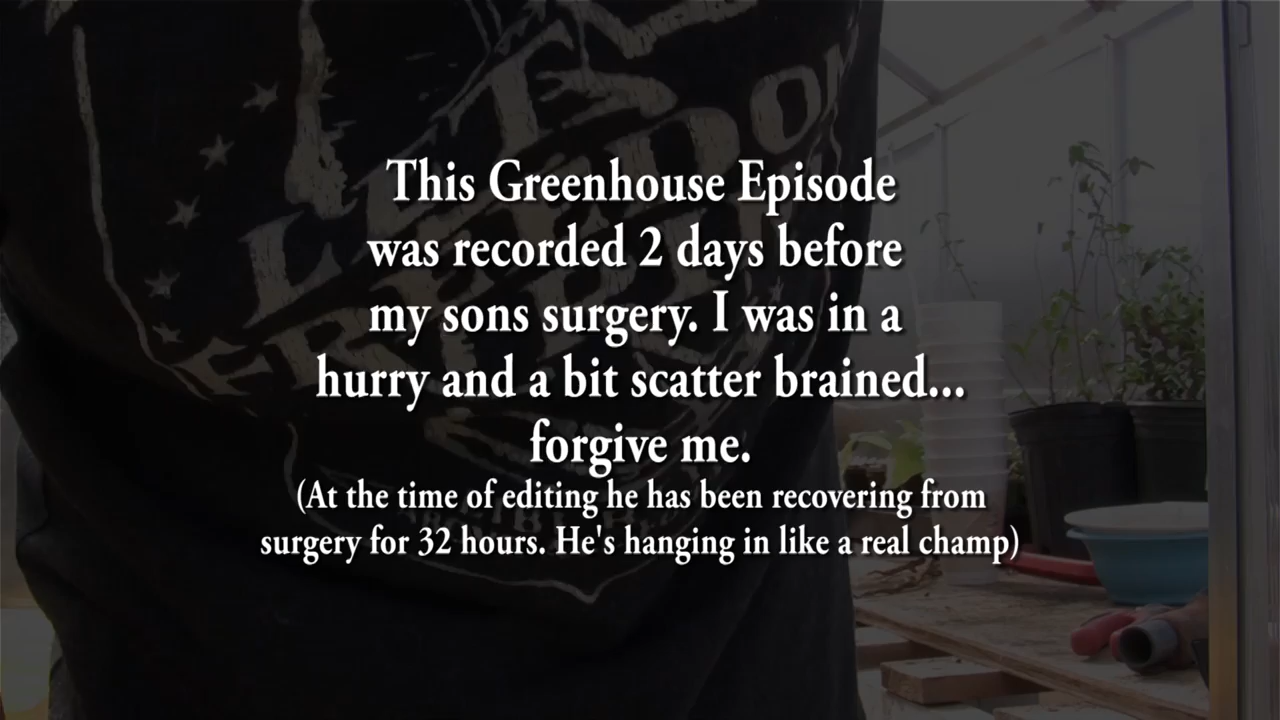 This Greenhouse Episode
was recorded 2 days before
my sons surgery. I was in a
hurry and a bit scatter brained...
forgive me.
(At the time of editing he has been recovering from
surgery for 32 hours. He's hanging in like a real champ)